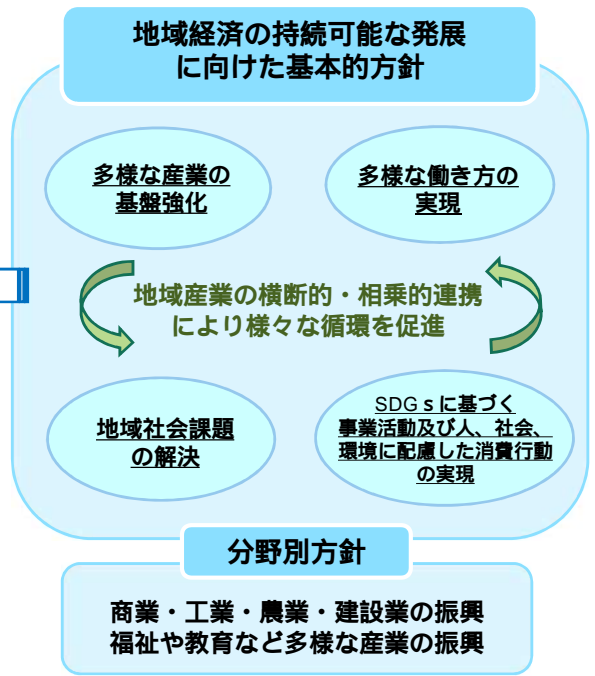 地域経済の持続可能な発展
に向けた基本的方針
多様な産業の
基盤強化
多様な働き方の
実現
地域産業の横断的・相乗的連携
により様々な循環を促進
地域社会課題
の解決
SDGｓに基づく
事業活動及び人、社会、
環境に配慮した消費行動
の実現
分野別方針
商業・工業・農業・建設業の振興
福祉や教育など多様な産業の振興